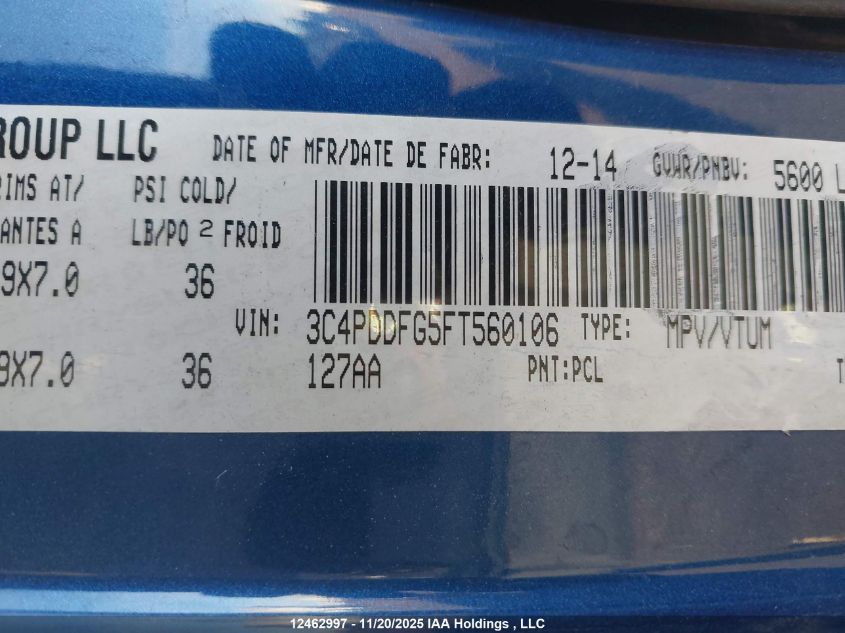 ROUP LLC DATE OF MFR/DATE DE FABR: 12-14 GVWR/PNBV: 5600 L
RIMS AT/ PSI COLD/
ANTES A LB/PO 2 FROID
9X7.0 36
VIN: 3C4PDDFG5FT560106 TYPE: MPV/VTUM
9X7.0 36 127AA PNT:PCL T
12462997 - 11/20/2025 IAA Holdings , LLC